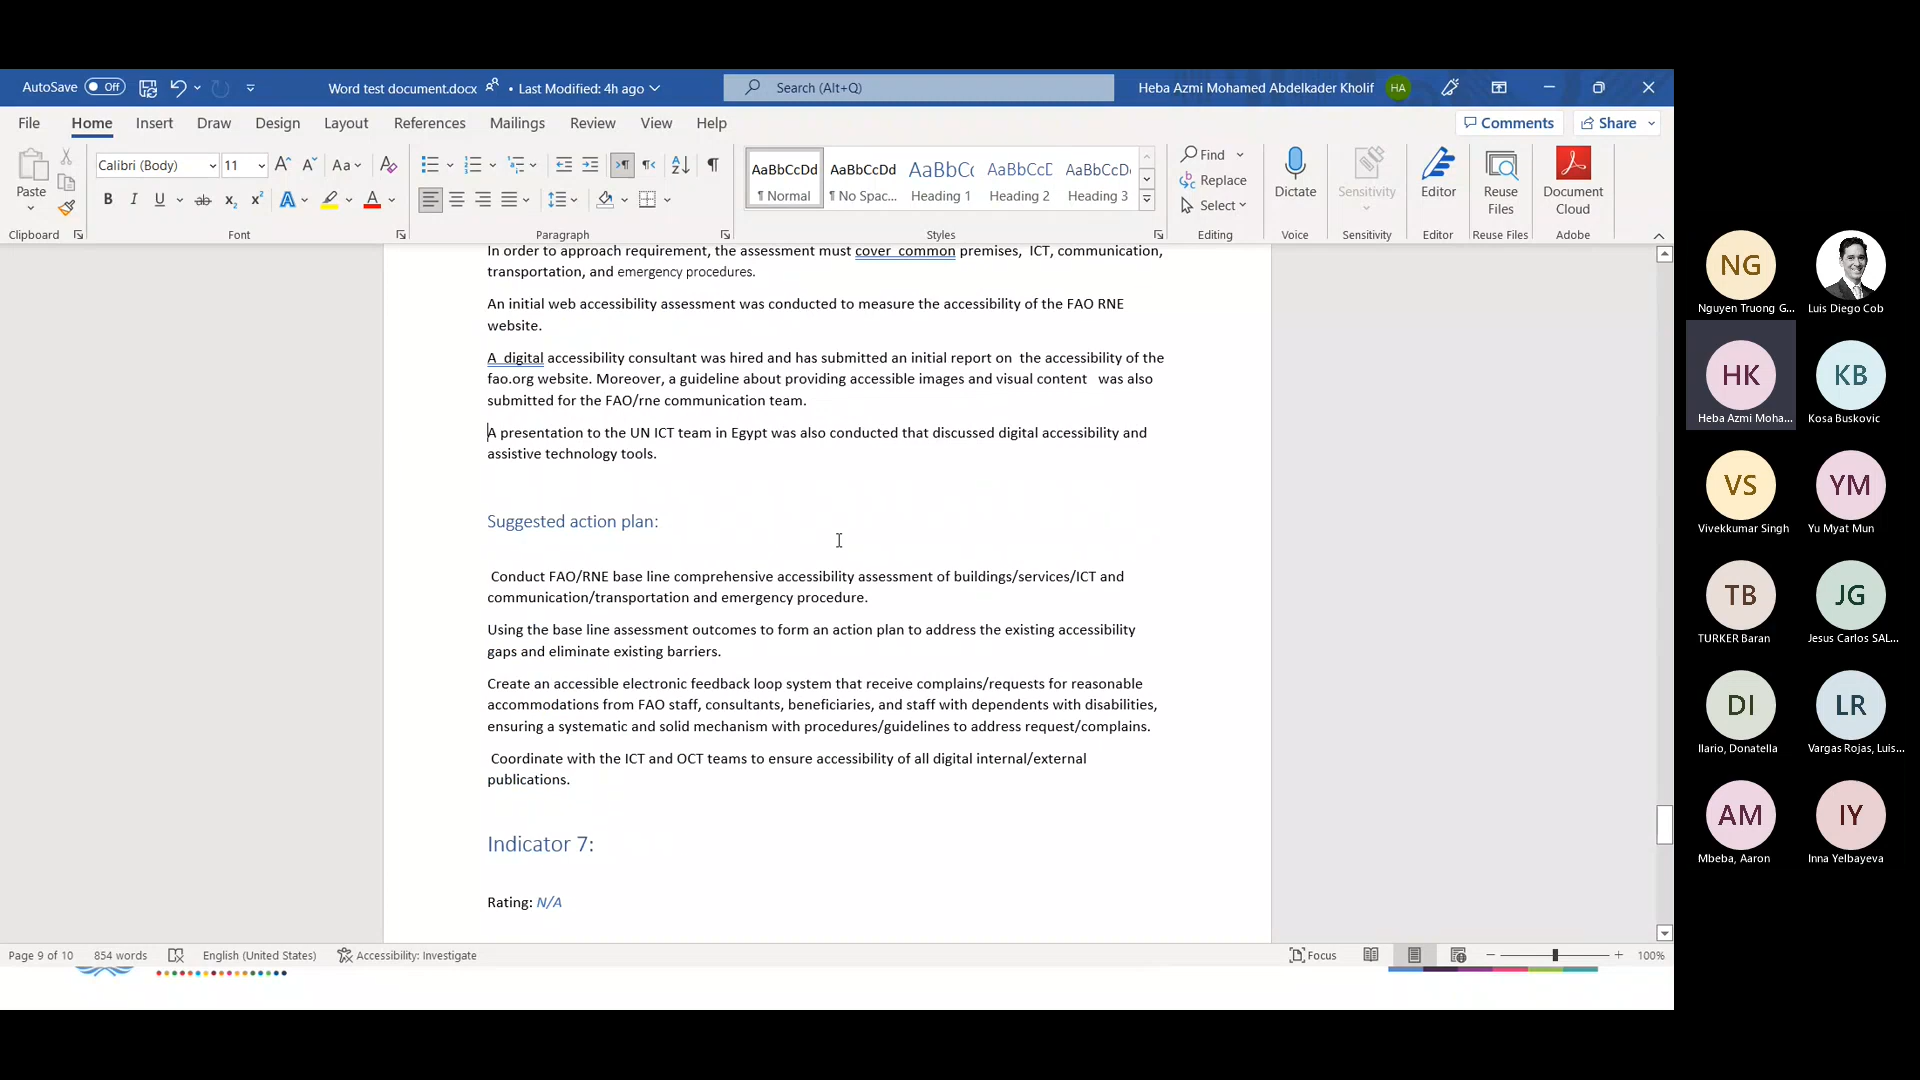 AutoSave Off Word test document.docx • Last Modified: 4h ago Search (Alt+Q) Heba Azmi Mohamed Abdelkader Kholif HA
File Home Insert Draw Design Layout References Mailings Review View Help Comments Share
Paste Calibri (Body) 11 Aa AaBbCcDd AaBbCcDd AaBbCc AaBbCcD AaBbCcD Find Replace Select Dictate Sensitivity Editor Reuse Files Document Cloud
B I U ab x₂ x² A A ¶ Normal ¶ No Spac... Heading 1 Heading 2 Heading 3
Clipboard Font Paragraph Styles Editing Voice Sensitivity Editor Reuse Files Adobe
In order to approach requirement, the assessment must cover  common premises,  ICT, communication,
transportation, and emergency procedures.
An initial web accessibility assessment was conducted to measure the accessibility of the FAO RNE
website.
A  digital accessibility consultant was hired and has submitted an initial report on  the accessibility of the
fao.org website. Moreover, a guideline about providing accessible images and visual content   was also
submitted for the FAO/rne communication team.
A presentation to the UN ICT team in Egypt was also conducted that discussed digital accessibility and
assistive technology tools.
Suggested action plan:
Conduct FAO/RNE base line comprehensive accessibility assessment of buildings/services/ICT and
communication/transportation and emergency procedure.
Using the base line assessment outcomes to form an action plan to address the existing accessibility
gaps and eliminate existing barriers.
Create an accessible electronic feedback loop system that receive complains/requests for reasonable
accommodations from FAO staff, consultants, beneficiaries, and staff with dependents with disabilities,
ensuring a systematic and solid mechanism with procedures/guidelines to address request/complains.
Coordinate with the ICT and OCT teams to ensure accessibility of all digital internal/external
publications.
Indicator 7:
Rating: N/A
Page 9 of 10 854 words English (United States) Accessibility: Investigate Focus 100%
NG
Nguyen Truong G... Luis Diego Cob
HK KB
Heba Azmi Moha... Kosa Buskovic
VS YM
Vivekkumar Singh Yu Myat Mun
TB JG
TURKER Baran Jesus Carlos SAL...
DI LR
Ilario, Donatella Vargas Rojas, Luis...
AM IY
Mbeba, Aaron Inna Yelbayeva